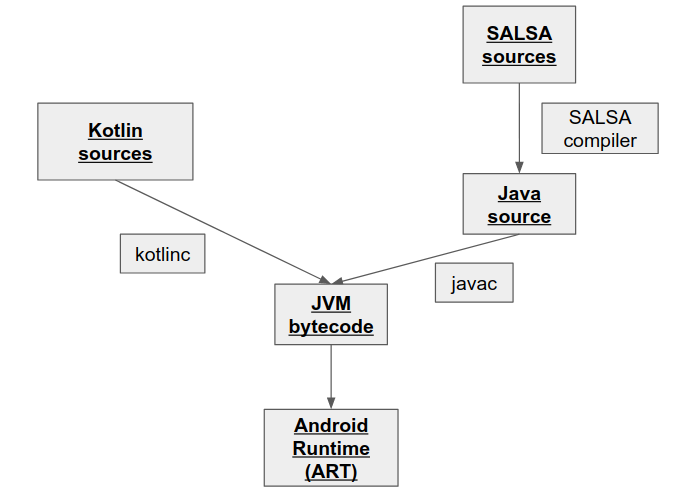 SALSA
sources
SALSA
compiler
Kotlin
sources
Java
source
kotlinc
javac
JVM
bytecode
Android
Runtime
(ART)